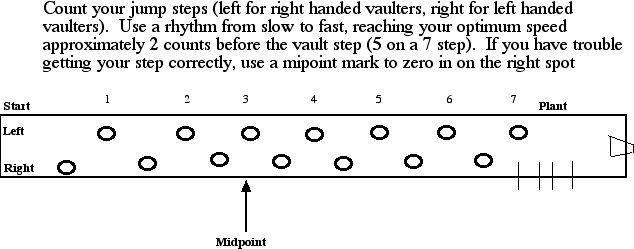 Count your jump steps (left for right handed vaulters, right for left handed
vaulters). Use a rhythm from slow to fast, reaching your optimum speed
approximately 2 counts before the vault step (5 on a 7 step). If you have trouble
getting your step correctly, use a mipoint mark to zero in on the right spot
Start 1 2 3 4 5 6 7 Plant
Left
Right
Midpoint